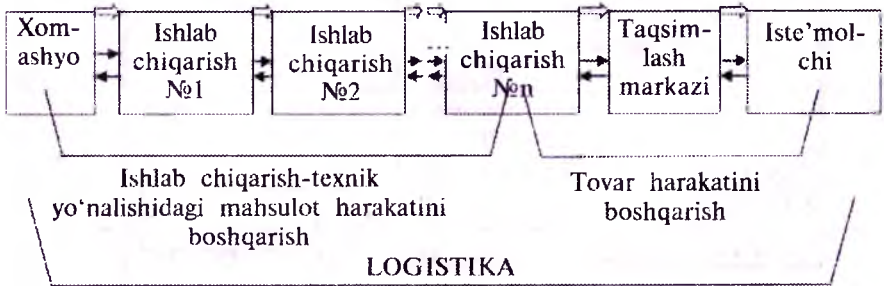 Xom-
ashyo
Ishlab
chiqarish
№1
Ishlab
chiqarish
№2
Ishlab
chiqarish
№n
Taqsim-
lash
markazi
Iste’mol-
chi
Ishlab chiqarish-texnik
yo‘nalishidagi mahsulot harakatini
boshqarish
Tovar harakatini
boshqarish
LOGISTIKA